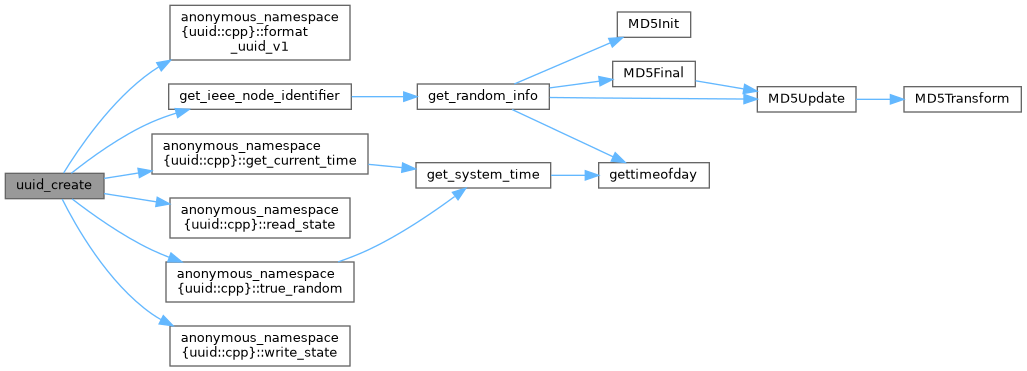 anonymous_namespace
{uuid::cpp}::format
_uuid_v1
MD5Init
MD5Final
get_ieee_node_identifier
get_random_info
MD5Update
MD5Transform
anonymous_namespace
{uuid::cpp}::get_current_time
get_system_time
gettimeofday
uuid_create
anonymous_namespace
{uuid::cpp}::read_state
anonymous_namespace
{uuid::cpp}::true_random
anonymous_namespace
{uuid::cpp}::write_state